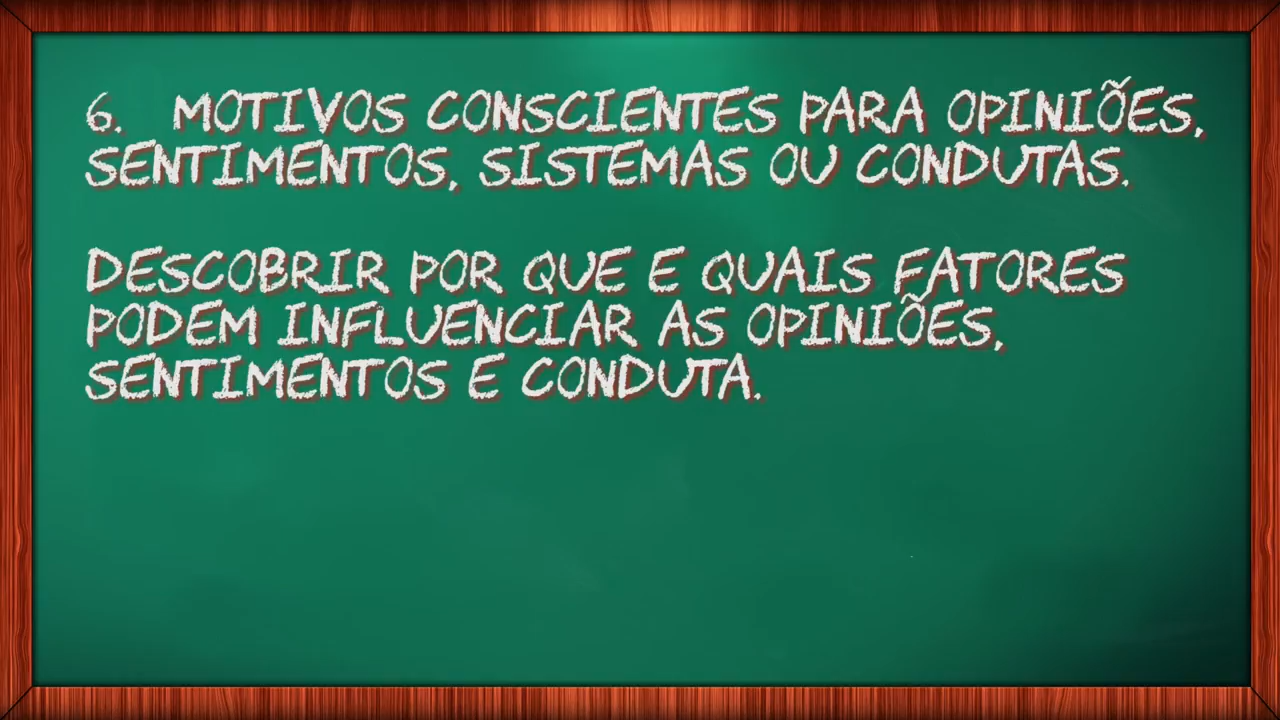 6. MOTIVOS CONSCIENTES PARA OPINIÕES,
SENTIMENTOS, SISTEMAS OU CONDUTAS.
DESCOBRIR POR QUE E QUAIS FATORES
PODEM INFLUENCIAR AS OPINIÕES,
SENTIMENTOS E CONDUTA.